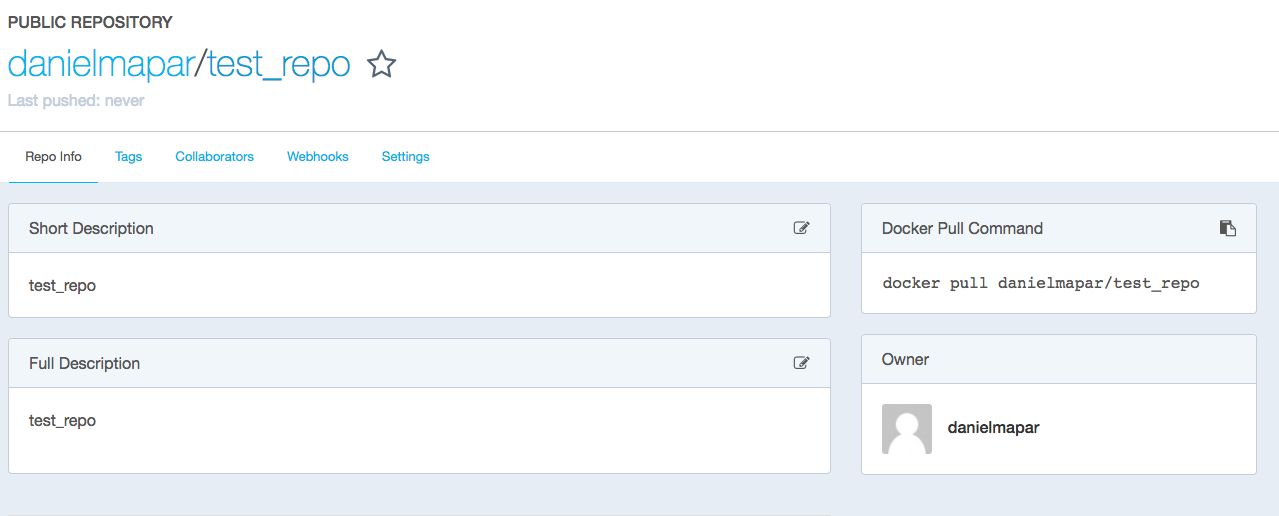 PUBLIC REPOSITORY
danielmapar/test_repo
Last pushed: never
Repo Info Tags Collaborators Webhooks Settings
Short Description
test_repo
Full Description
test_repo
Docker Pull Command
docker pull danielmapar/test_repo
Owner
danielmapar